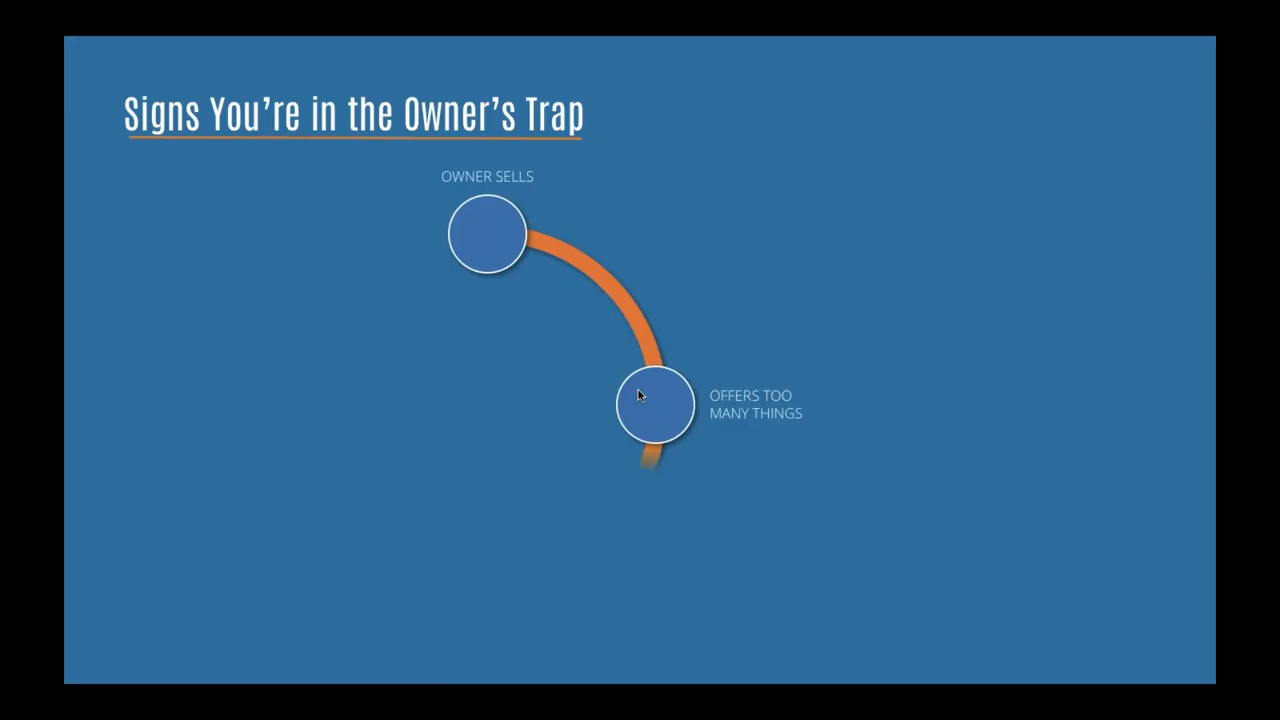 Signs You’re in the Owner’s Trap
OWNER SELLS
OFFERS TOO
MANY THINGS